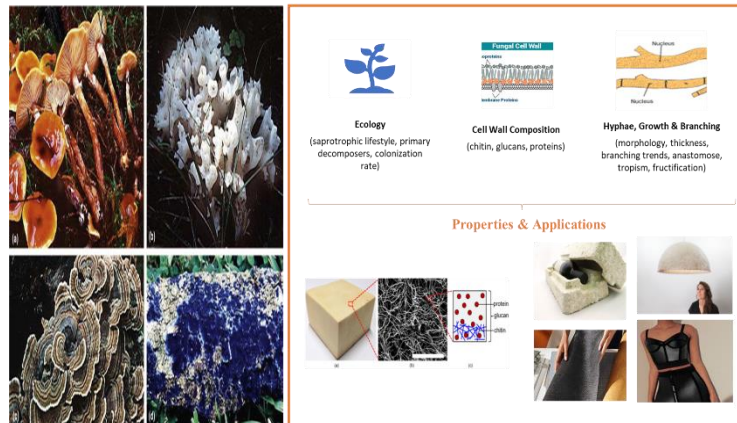 (a)
(b)
(c)
(d)
Fungal Cell Wall
Nucleus
Nucleus
Ecology
(saprotrophic lifestyle, primary
decomposers, colonization
rate)
Cell Wall Composition
(chitin, glucans, proteins)
Hyphae, Growth & Branching
(morphology, thickness,
branching trends, anastomose,
tropism, fructification)
Properties & Applications
protein
glucan
chitin